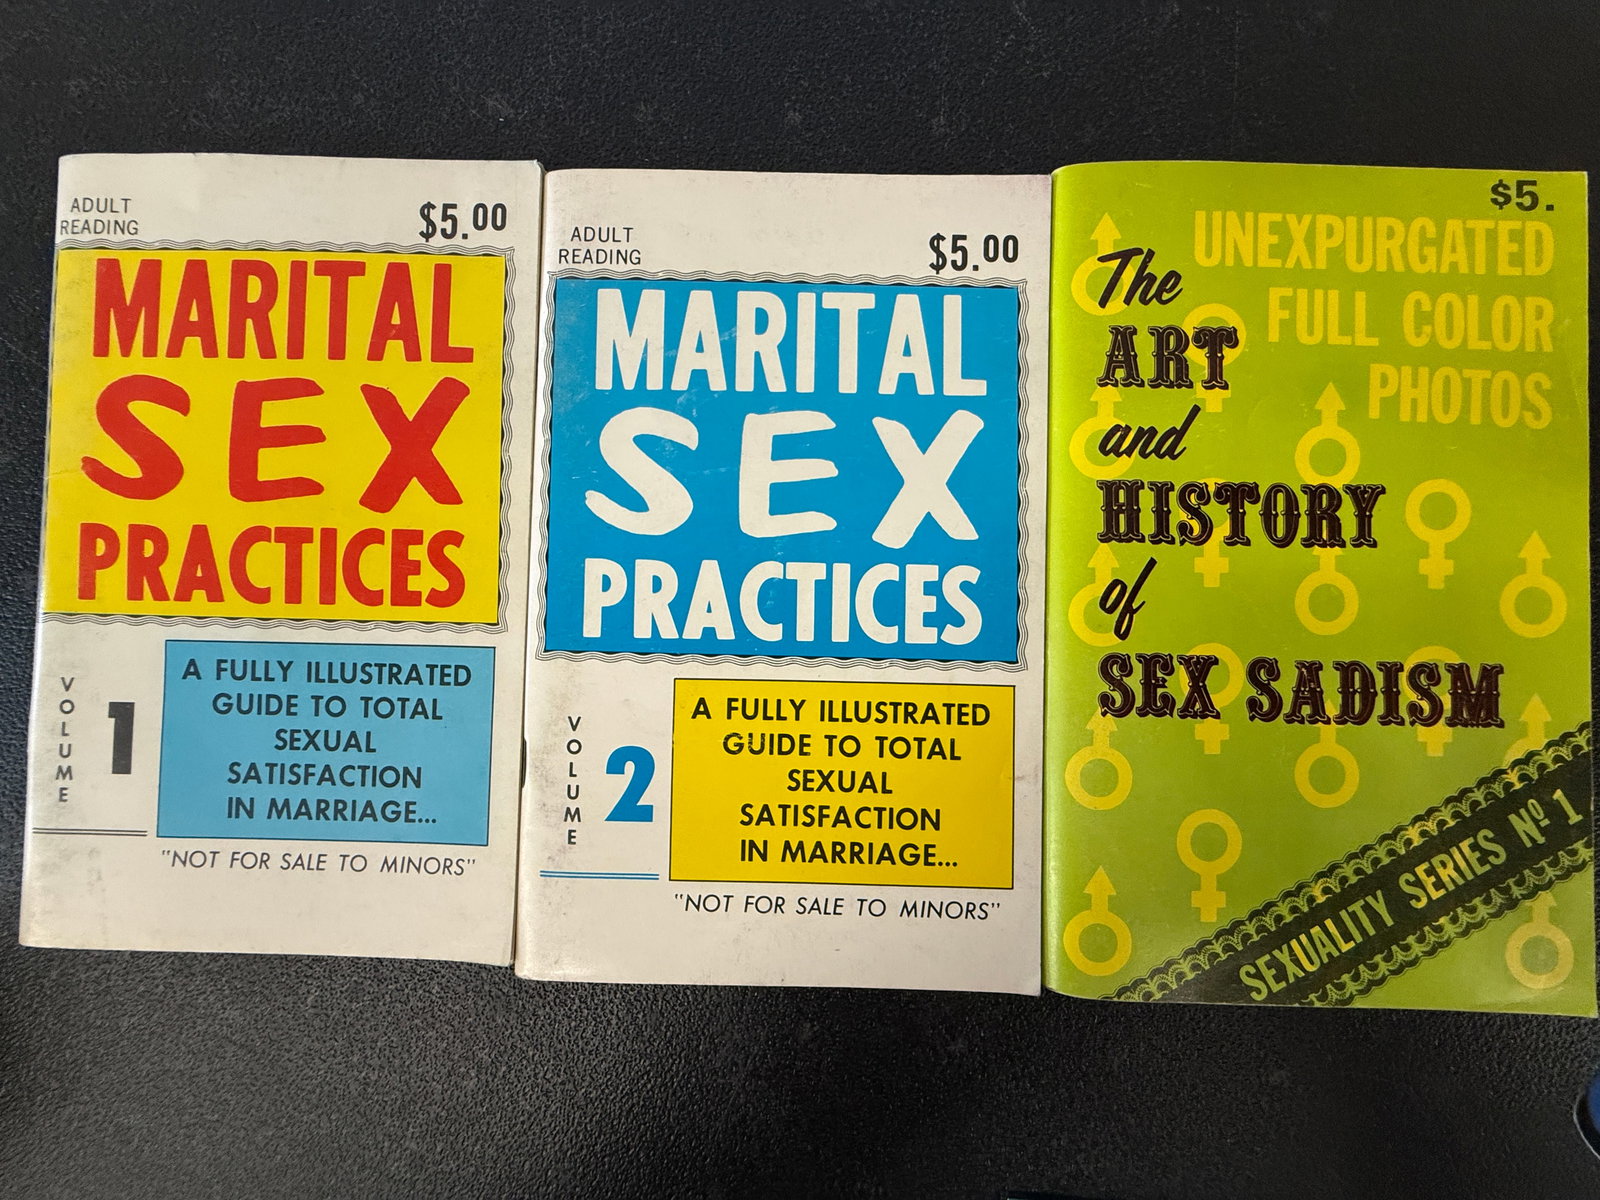 ADULT
READING
$5.00
MARITAL
SEX
PRACTICES
VOLUME
1
A FULLY ILLUSTRATED
GUIDE TO TOTAL
SEXUAL
SATISFACTION
IN MARRIAGE...
"NOT FOR SALE TO MINORS"
ADULT
READING
$5.00
MARITAL
SEX
PRACTICES
VOLUME
2
A FULLY ILLUSTRATED
GUIDE TO TOTAL
SEXUAL
SATISFACTION
IN MARRIAGE...
"NOT FOR SALE TO MINORS"
$5.
UNEXPURGATED
FULL COLOR
PHOTOS
The
ART
and
HISTORY
of
SEX SADISM
SEXUALITY SERIES Nº 1